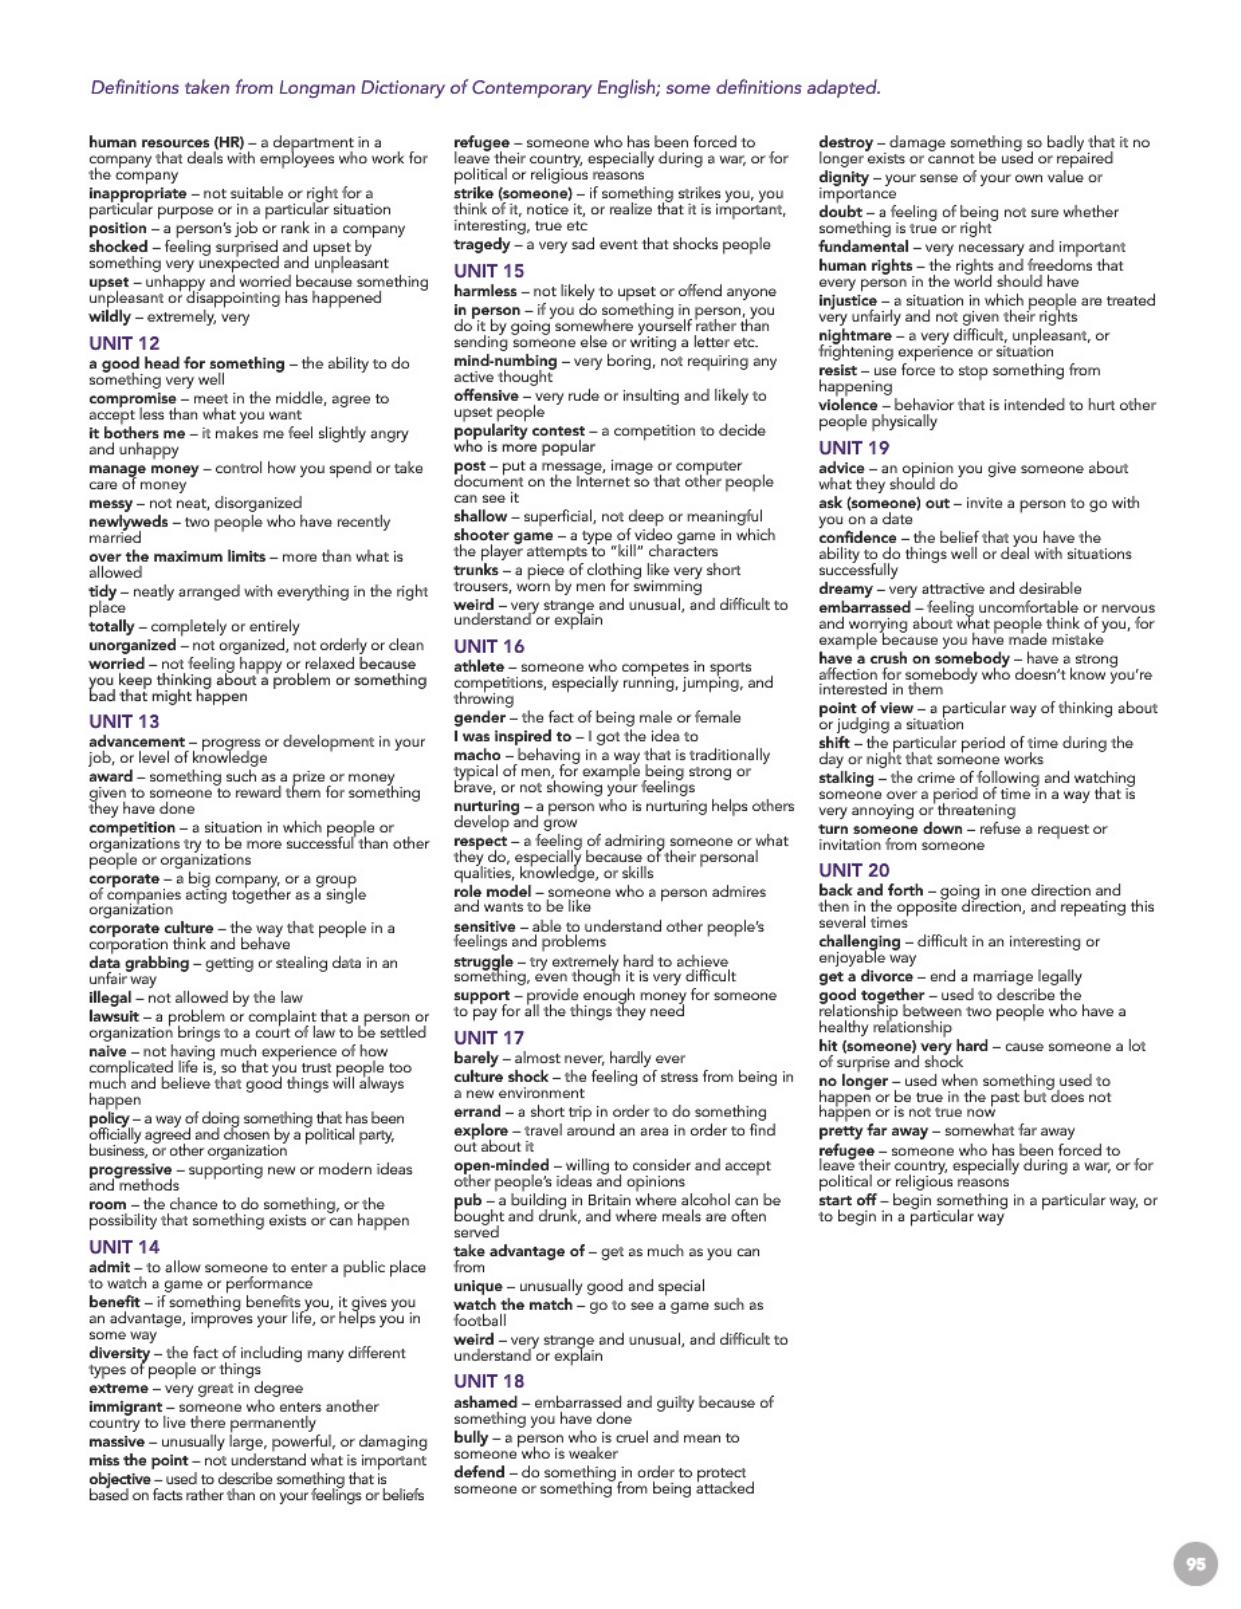 Definitions taken from Longman Dictionary of Contemporary English; some definitions adapted.
human resources (HR) – a department in a
company that deals with employees who work for
the company
inappropriate – not suitable or right for a
particular purpose or in a particular situation
position – a person's job or rank in a company
shocked – feeling surprised and upset by
something very unexpected and unpleasant
upset – unhappy and worried because something
unpleasant or disappointing has happened
wildly – extremely, very
UNIT 12
a good head for something – the ability to do
something very well
compromise – meet in the middle, agree to
accept less than what you want
it bothers me – it makes me feel slightly angry
and unhappy
manage money – control how you spend or take
care of money
messy – not neat, disorganized
newlyweds – two people who have recently
married
over the maximum limits – more than what is
allowed
tidy – neatly arranged with everything in the right
place
totally – completely or entirely
unorganized – not organized, not orderly or clean
worried – not feeling happy or relaxed because
you keep thinking about a problem or something
bad that might happen
UNIT 13
advancement – progress or development in your
job, or level of knowledge
award – something such as a prize or money
given to someone to reward them for something
they have done
competition – a situation in which people or
organizations try to be more successful than other
people or organizations
corporate – a big company, or a group
of companies acting together as a single
organization
corporate culture – the way that people in a
corporation think and behave
data grabbing – getting or stealing data in an
unfair way
illegal – not allowed by the law
lawsuit – a problem or complaint that a person or
organization brings to a court of law to be settled
naive – not having much experience of how
complicated life is, so that you trust people too
much and believe that good things will always
happen
policy – a way of doing something that has been
officially agreed and chosen by a political party,
business, or other organization
progressive – supporting new or modern ideas
and methods
room – the chance to do something, or the
possibility that something exists or can happen
UNIT 14
admit – to allow someone to enter a public place
to watch a game or performance
benefit – if something benefits you, it gives you
an advantage, improves your life, or helps you in
some way
diversity – the fact of including many different
types of people or things
extreme – very great in degree
immigrant – someone who enters another
country to live there permanently
massive – unusually large, powerful, or damaging
miss the point – not understand what is important
objective – used to describe something that is
based on facts rather than on your feelings or beliefs
refugee – someone who has been forced to
leave their country, especially during a war, or for
political or religious reasons
strike (someone) – if something strikes you, you
think of it, notice it, or realize that it is important,
interesting, true etc
tragedy – a very sad event that shocks people
UNIT 15
harmless – not likely to upset or offend anyone
in person – if you do something in person, you
do it by going somewhere yourself rather than
sending someone else or writing a letter etc.
mind-numbing – very boring, not requiring any
active thought
offensive – very rude or insulting and likely to
upset people
popularity contest – a competition to decide
who is more popular
post – put a message, image or computer
document on the Internet so that other people
can see it
shallow – superficial, not deep or meaningful
shooter game – a type of video game in which
the player attempts to "kill" characters
trunks – a piece of clothing like very short
trousers, worn by men for swimming
weird – very strange and unusual, and difficult to
understand or explain
UNIT 16
athlete – someone who competes in sports
competitions, especially running, jumping, and
throwing
gender – the fact of being male or female
I was inspired to – I got the idea to
macho – behaving in a way that is traditionally
typical of men, for example being strong or
brave, or not showing your feelings
nurturing – a person who is nurturing helps others
develop and grow
respect – a feeling of admiring someone or what
they do, especially because of their personal
qualities, knowledge, or skills
role model – someone who a person admires
and wants to be like
sensitive – able to understand other people's
feelings and problems
struggle – try extremely hard to achieve
something, even though it is very difficult
support – provide enough money for someone
to pay for all the things they need
UNIT 17
barely – almost never, hardly ever
culture shock – the feeling of stress from being in
a new environment
errand – a short trip in order to do something
explore – travel around an area in order to find
out about it
open-minded – willing to consider and accept
other people's ideas and opinions
pub – a building in Britain where alcohol can be
bought and drunk, and where meals are often
served
take advantage of – get as much as you can
from
unique – unusually good and special
watch the match – go to see a game such as
football
weird – very strange and unusual, and difficult to
understand or explain
UNIT 18
ashamed – embarrassed and guilty because of
something you have done
bully – a person who is cruel and mean to
someone who is weaker
defend – do something in order to protect
someone or something from being attacked
destroy – damage something so badly that it no
longer exists or cannot be used or repaired
dignity – your sense of your own value or
importance
doubt – a feeling of being not sure whether
something is true or right
fundamental – very necessary and important
human rights – the rights and freedoms that
every person in the world should have
injustice – a situation in which people are treated
very unfairly and not given their rights
nightmare – a very difficult, unpleasant, or
frightening experience or situation
resist – use force to stop something from
happening
violence – behavior that is intended to hurt other
people physically
UNIT 19
advice – an opinion you give someone about
what they should do
ask (someone) out – invite a person to go with
you on a date
confidence – the belief that you have the
ability to do things well or deal with situations
successfully
dreamy – very attractive and desirable
embarrassed – feeling uncomfortable or nervous
and worrying about what people think of you, for
example because you have made mistake
have a crush on somebody – have a strong
affection for somebody who doesn't know you're
interested in them
point of view – a particular way of thinking about
or judging a situation
shift – the particular period of time during the
day or night that someone works
stalking – the crime of following and watching
someone over a period of time in a way that is
very annoying or threatening
turn someone down – refuse a request or
invitation from someone
UNIT 20
back and forth – going in one direction and
then in the opposite direction, and repeating this
several times
challenging – difficult in an interesting or
enjoyable way
get a divorce – end a marriage legally
good together – used to describe the
relationship between two people who have a
healthy relationship
hit (someone) very hard – cause someone a lot
of surprise and shock
no longer – used when something used to
happen or be true in the past but does not
happen or is not true now
pretty far away – somewhat far away
refugee – someone who has been forced to
leave their country, especially during a war, or for
political or religious reasons
start off – begin something in a particular way, or
to begin in a particular way
95